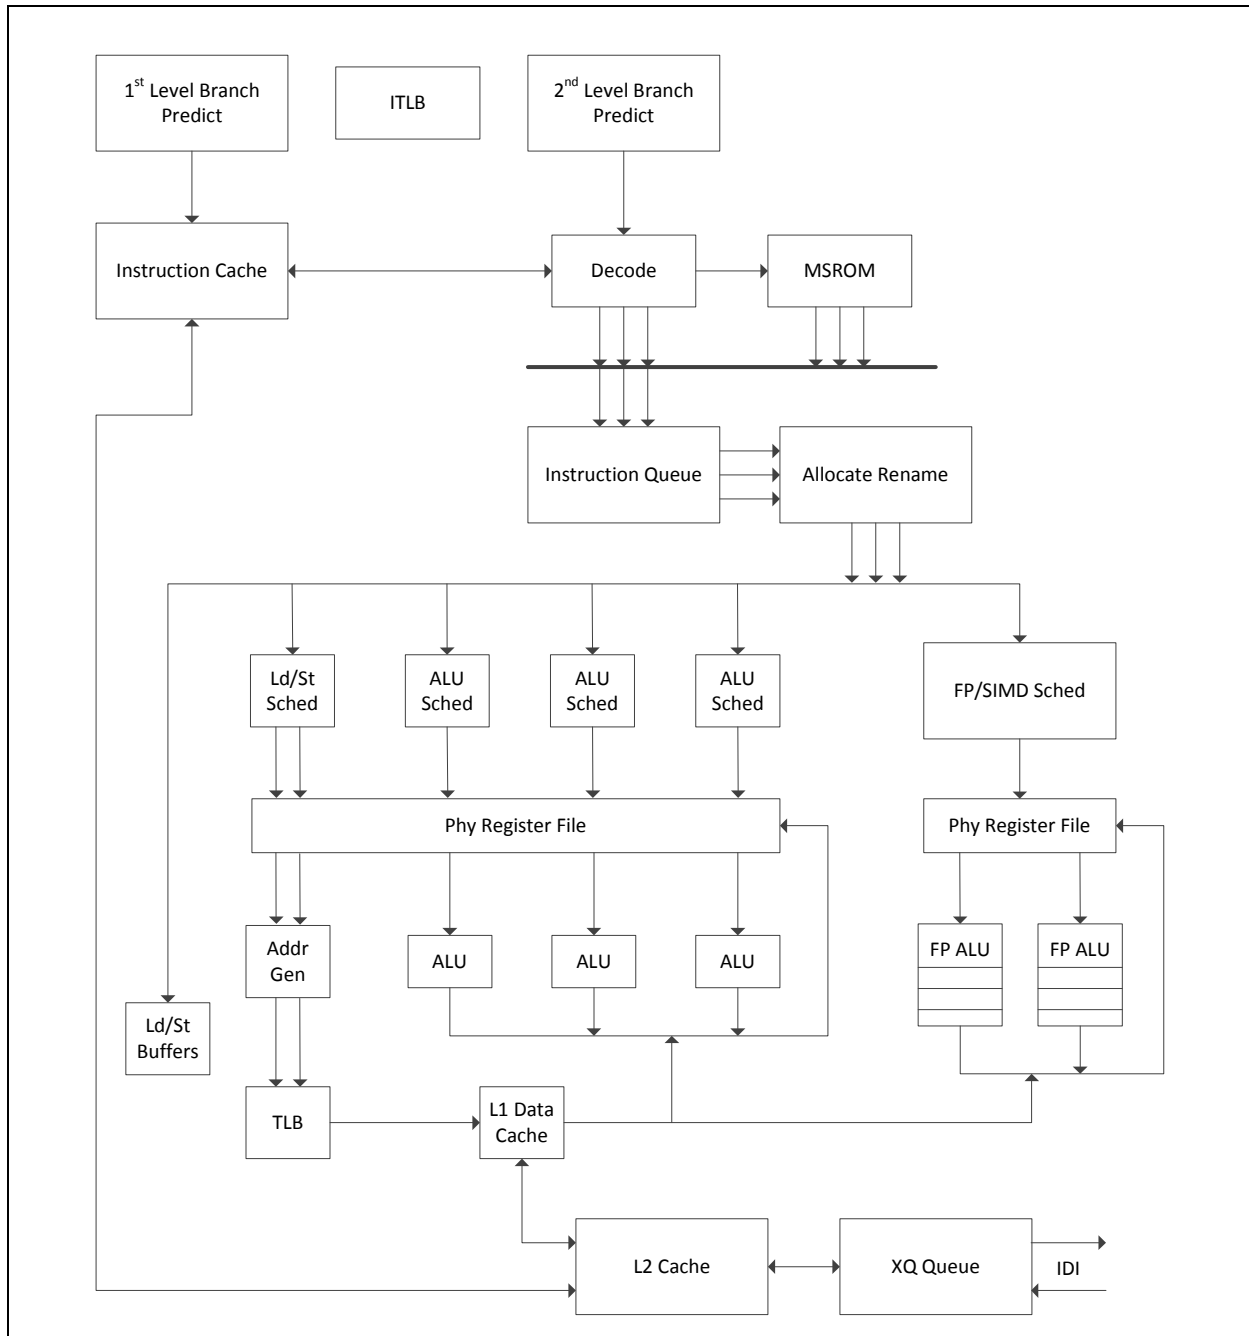 1st Level Branch
Predict
ITLB
2nd Level Branch
Predict
Instruction Cache
Decode
MSROM
Instruction Queue
Allocate Rename
Ld/St
Sched
ALU
Sched
ALU
Sched
ALU
Sched
FP/SIMD Sched
Phy Register File
Phy Register File
Addr
Gen
ALU
ALU
ALU
FP ALU
FP ALU
Ld/St
Buffers
TLB
L1 Data
Cache
L2 Cache
XQ Queue
IDI